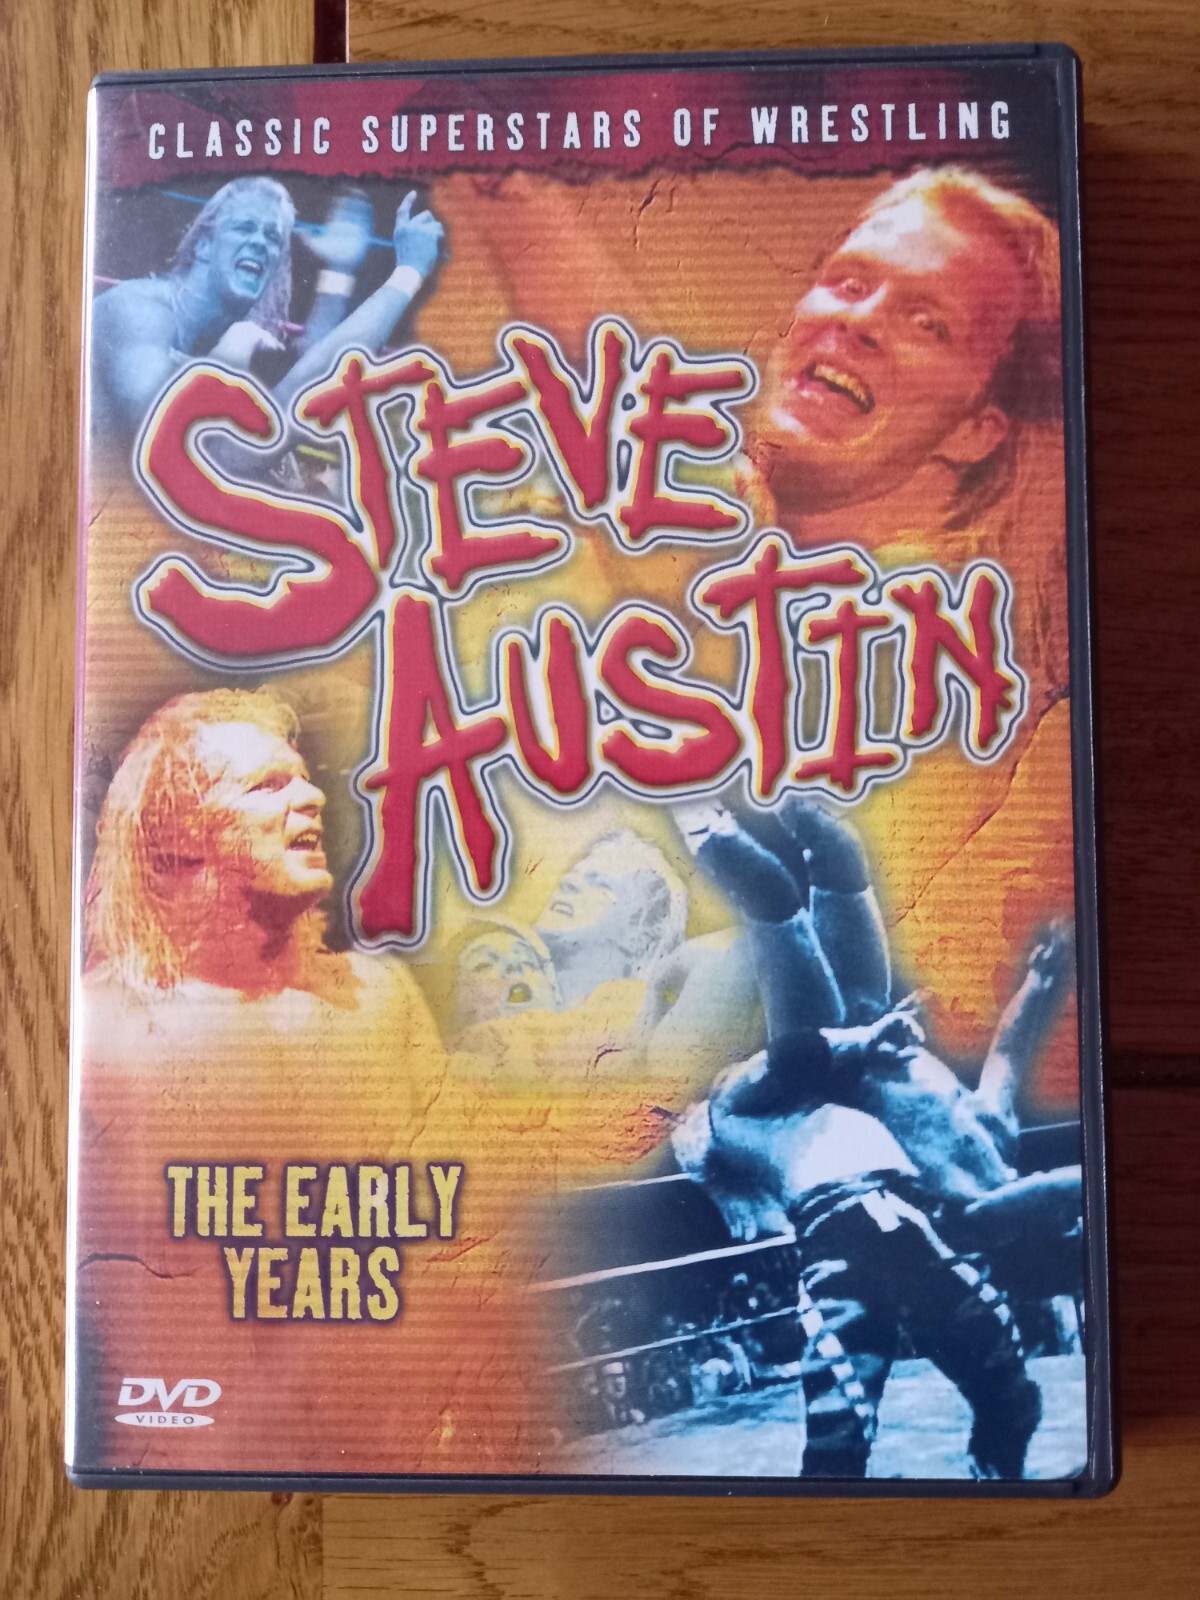 CLASSIC SUPERSTARS OF WRESTLING
STEVE
AUSTIN
THE EARLY
YEARS
DVD
VIDEO